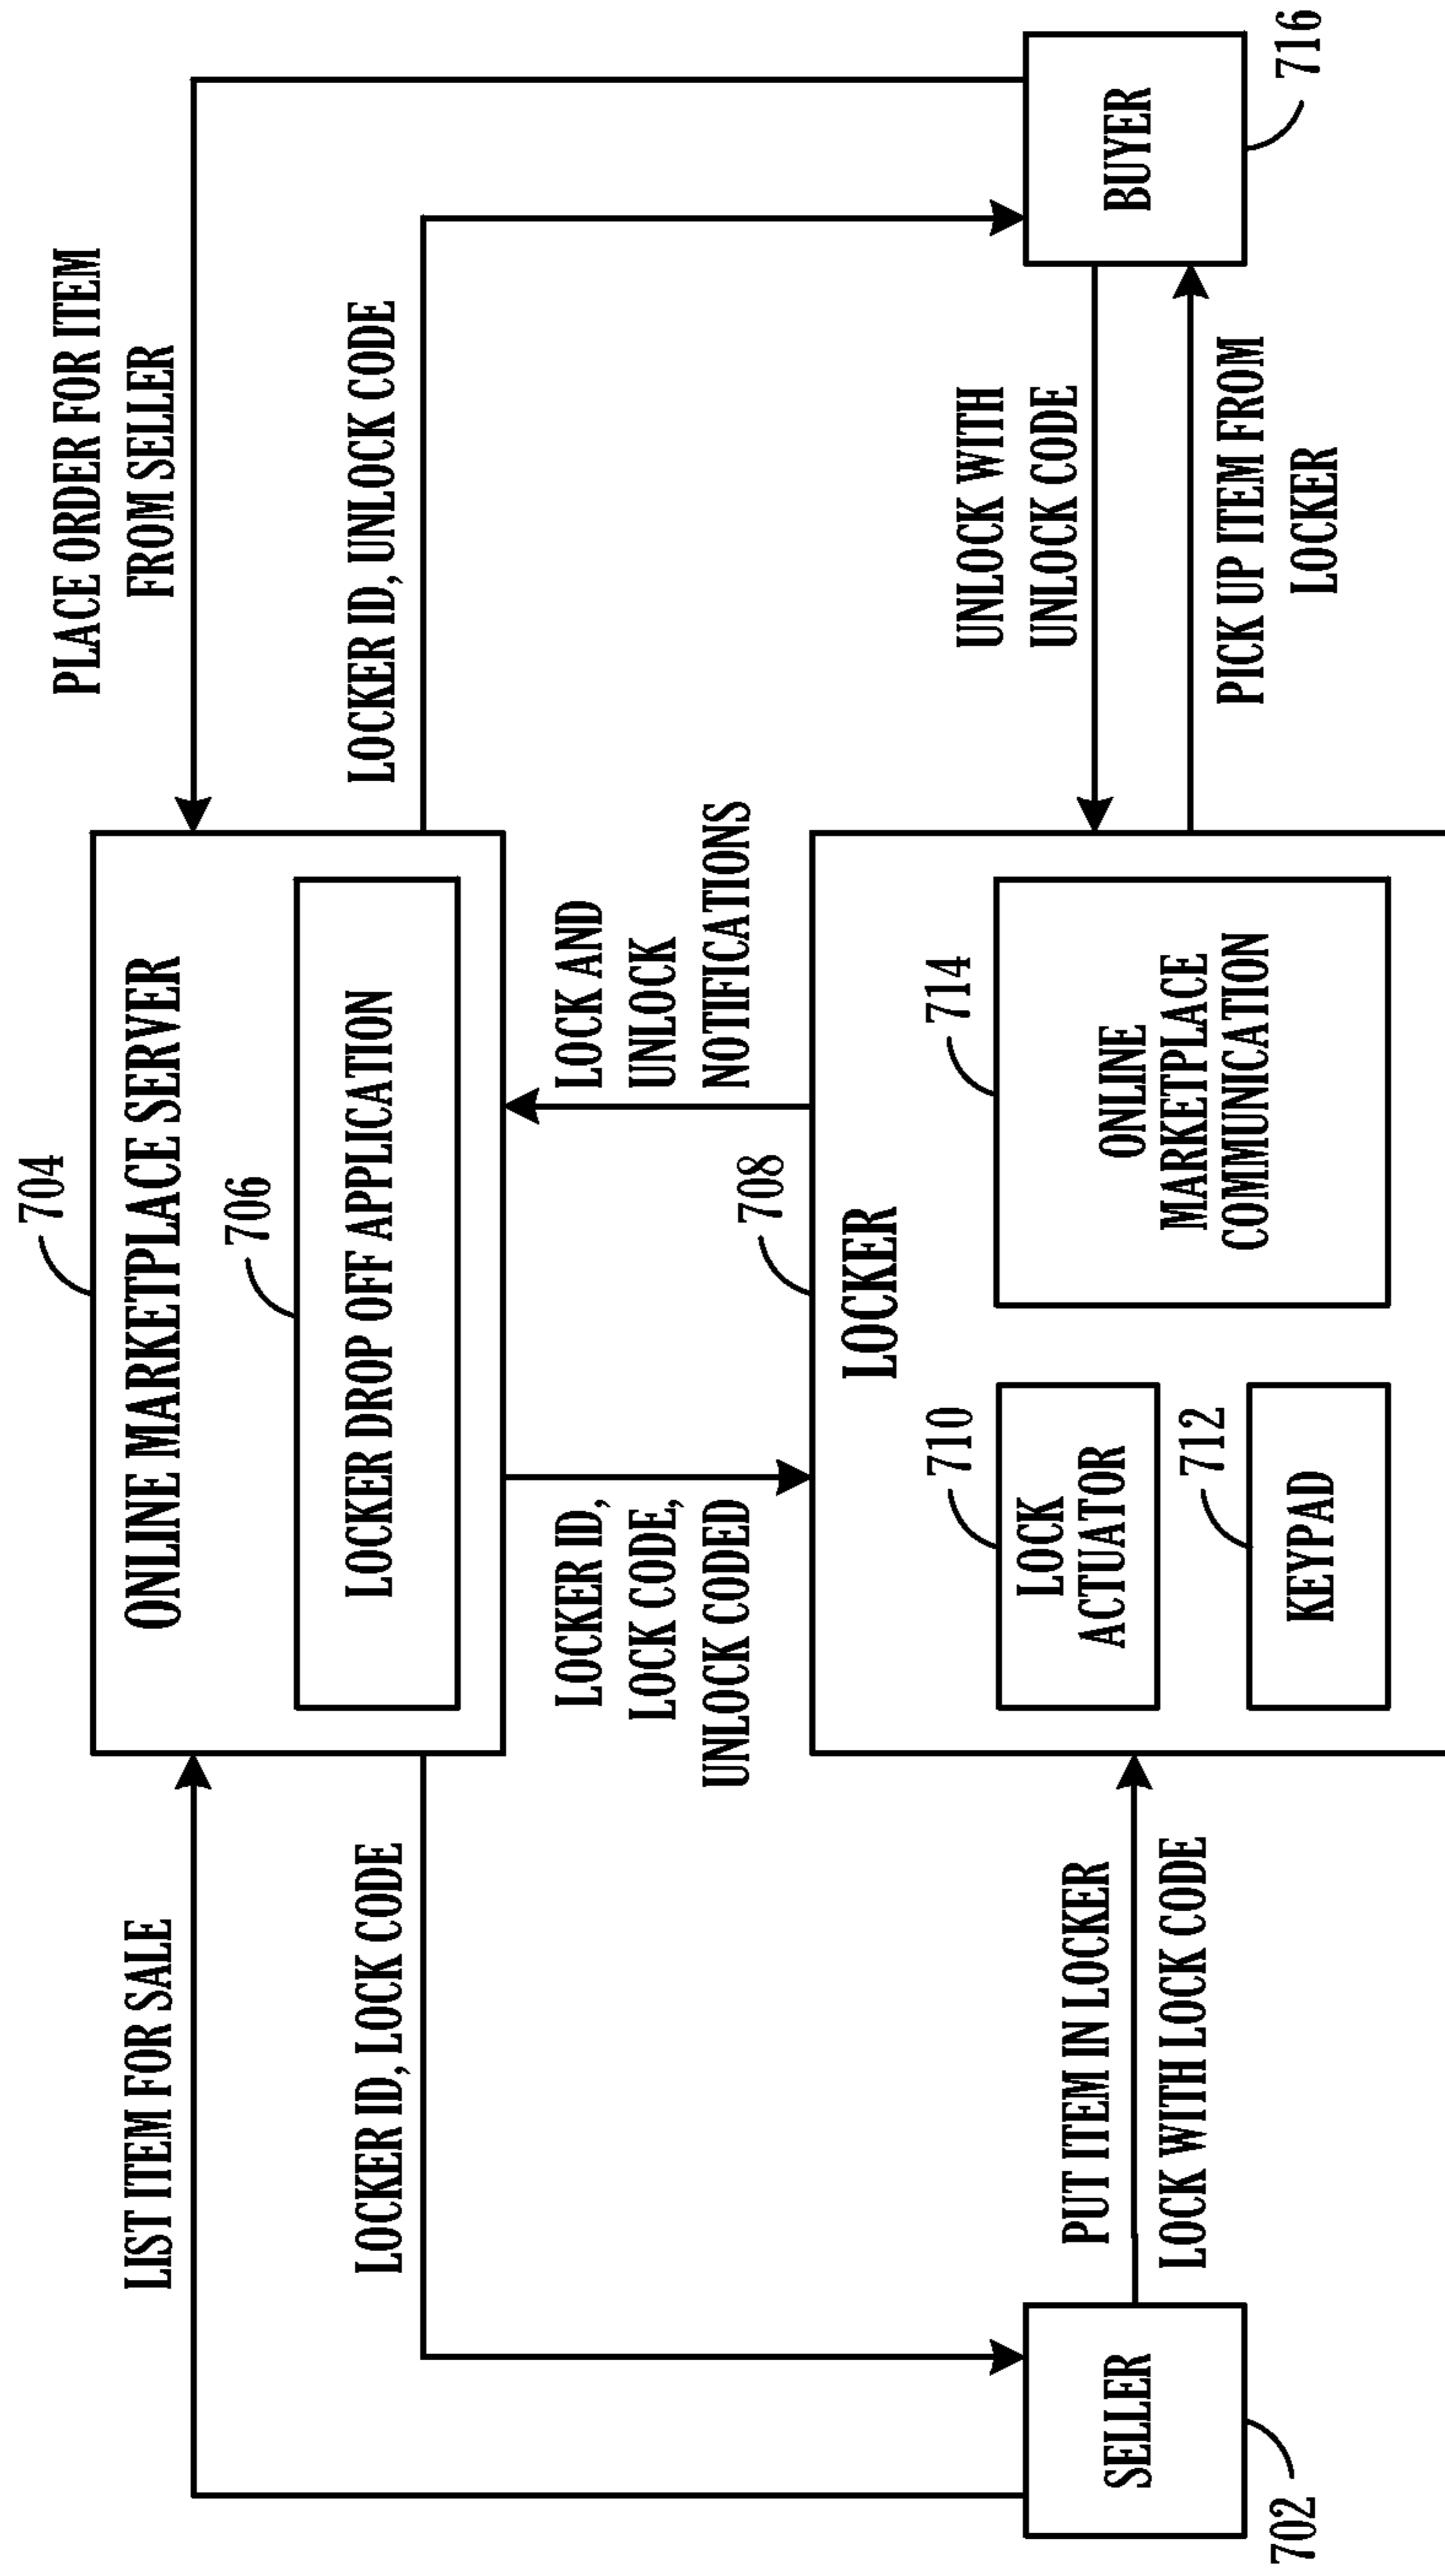 704
ONLINE MARKETPLACE SERVER
706
LOCKER DROP OFF APPLICATION
LIST ITEM FOR SALE
LOCKER ID, LOCK CODE
PLACE ORDER FOR ITEM
FROM SELLER
LOCKER ID, UNLOCK CODE
LOCKER ID,
LOCK CODE,
UNLOCK CODED
LOCK AND
UNLOCK
NOTIFICATIONS
708
LOCKER
710
LOCK
ACTUATOR
712
KEYPAD
714
ONLINE
MARKETPLACE
COMMUNICATION
SELLER
702
PUT ITEM IN LOCKER
LOCK WITH LOCK CODE
UNLOCK WITH
UNLOCK CODE
PICK UP ITEM FROM
LOCKER
BUYER
716